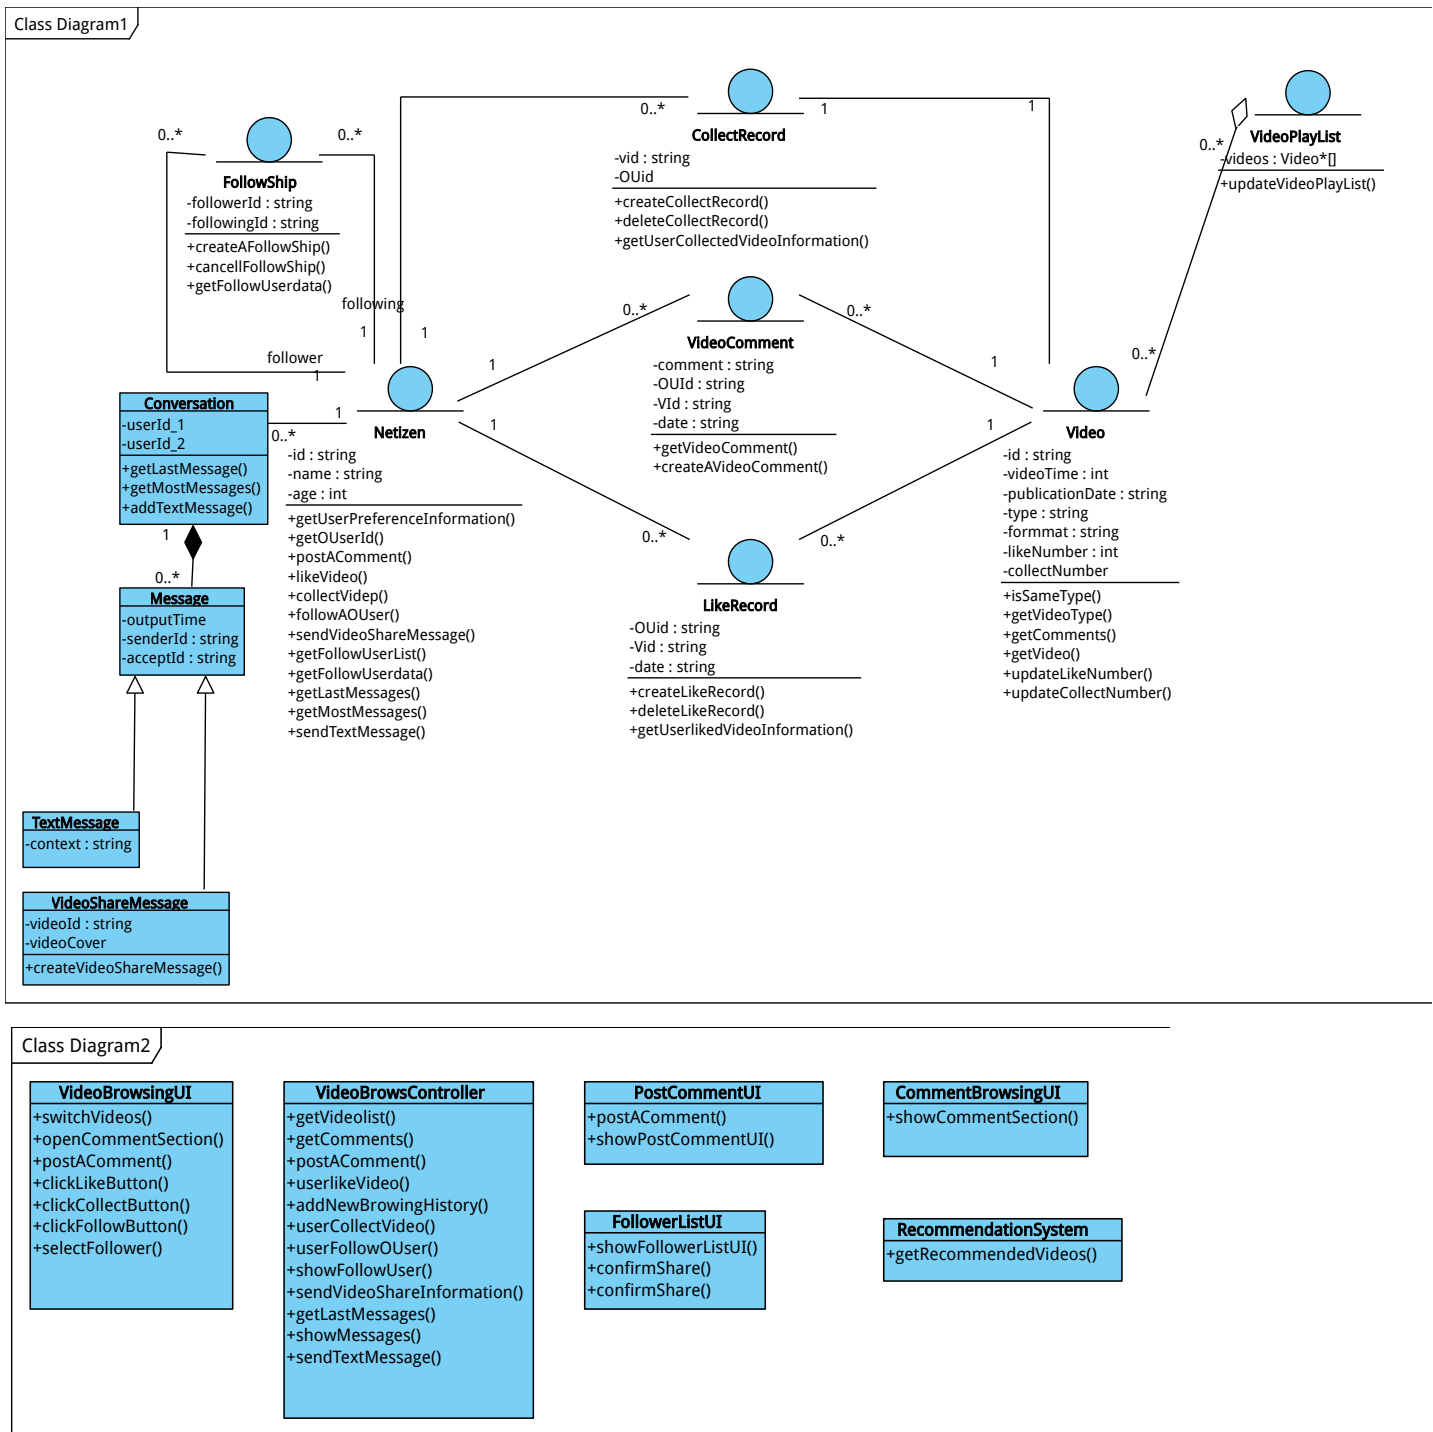 Class Diagram1
FollowShip
-followerId : string
-followingId : string
+createAFollowShip()
+cancellFollowShip()
+getFollowUserdata()
0..*
0..*
following
1
follower
1
CollectRecord
-vid : string
-OUid
+createCollectRecord()
+deleteCollectRecord()
+getUserCollectedVideoInformation()
0..*
1
1
1
VideoPlayList
-videos : Video*[]
+updateVideoPlayList()
0..*
0..*
VideoComment
-comment : string
-OUId : string
-VId : string
-date : string
+getVideoComment()
+createAVideoComment()
0..*
0..*
1
1
Conversation
-userId_1
-userId_2
+getLastMessage()
+getMostMessages()
+addTextMessage()
1
0..*
1
0..*
Netizen
-id : string
-name : string
-age : int
+getUserPreferenceInformation()
+getOUserId()
+postAComment()
+likeVideo()
+collectVidep()
+followAOUser()
+sendVideoShareMessage()
+getFollowUserList()
+getFollowUserdata()
+getLastMessages()
+getMostMessages()
+sendTextMessage()
1
1
0..*
0..*
LikeRecord
-OUid : string
-Vid : string
-date : string
+createLikeRecord()
+deleteLikeRecord()
+getUserlikedVideoInformation()
Video
-id : string
-videoTime : int
-publicationDate : string
-type : string
-formmat : string
-likeNumber : int
-collectNumber
+isSameType()
+getVideoType()
+getComments()
+getVideo()
+updateLikeNumber()
+updateCollectNumber()
Message
-outputTime
-senderId : string
-acceptId : string
TextMessage
-context : string
VideoShareMessage
-videoId : string
-videoCover
+createVideoShareMessage()
Class Diagram2
VideoBrowsingUI
+switchVideos()
+openCommentSection()
+postAComment()
+clickLikeButton()
+clickCollectButton()
+clickFollowButton()
+selectFollower()
VideoBrowsController
+getVideolist()
+getComments()
+postAComment()
+userlikeVideo()
+addNewBrowingHistory()
+userCollectVideo()
+userFollowOUser()
+showFollowUser()
+sendVideoShareInformation()
+getLastMessages()
+showMessages()
+sendTextMessage()
PostCommentUI
+postAComment()
+showPostCommentUI()
CommentBrowsingUI
+showCommentSection()
FollowerListUI
+showFollowerListUI()
+confirmShare()
+confirmShare()
RecommendationSystem
+getRecommendedVideos()